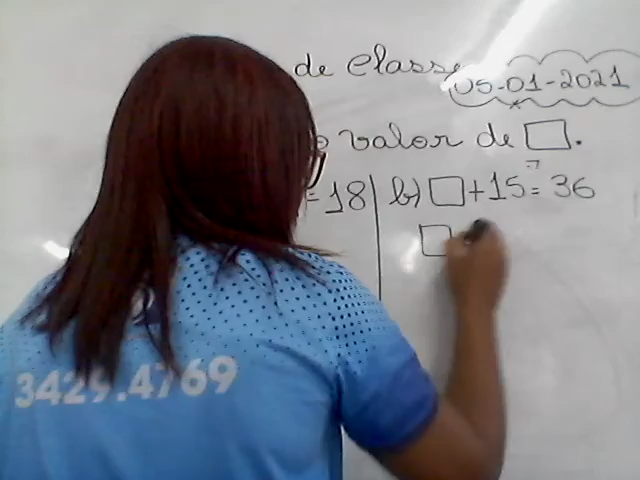 de classe
05-01-2021
o valor de □.
= 18 b) □ + 15 = 36
□
3429.4769